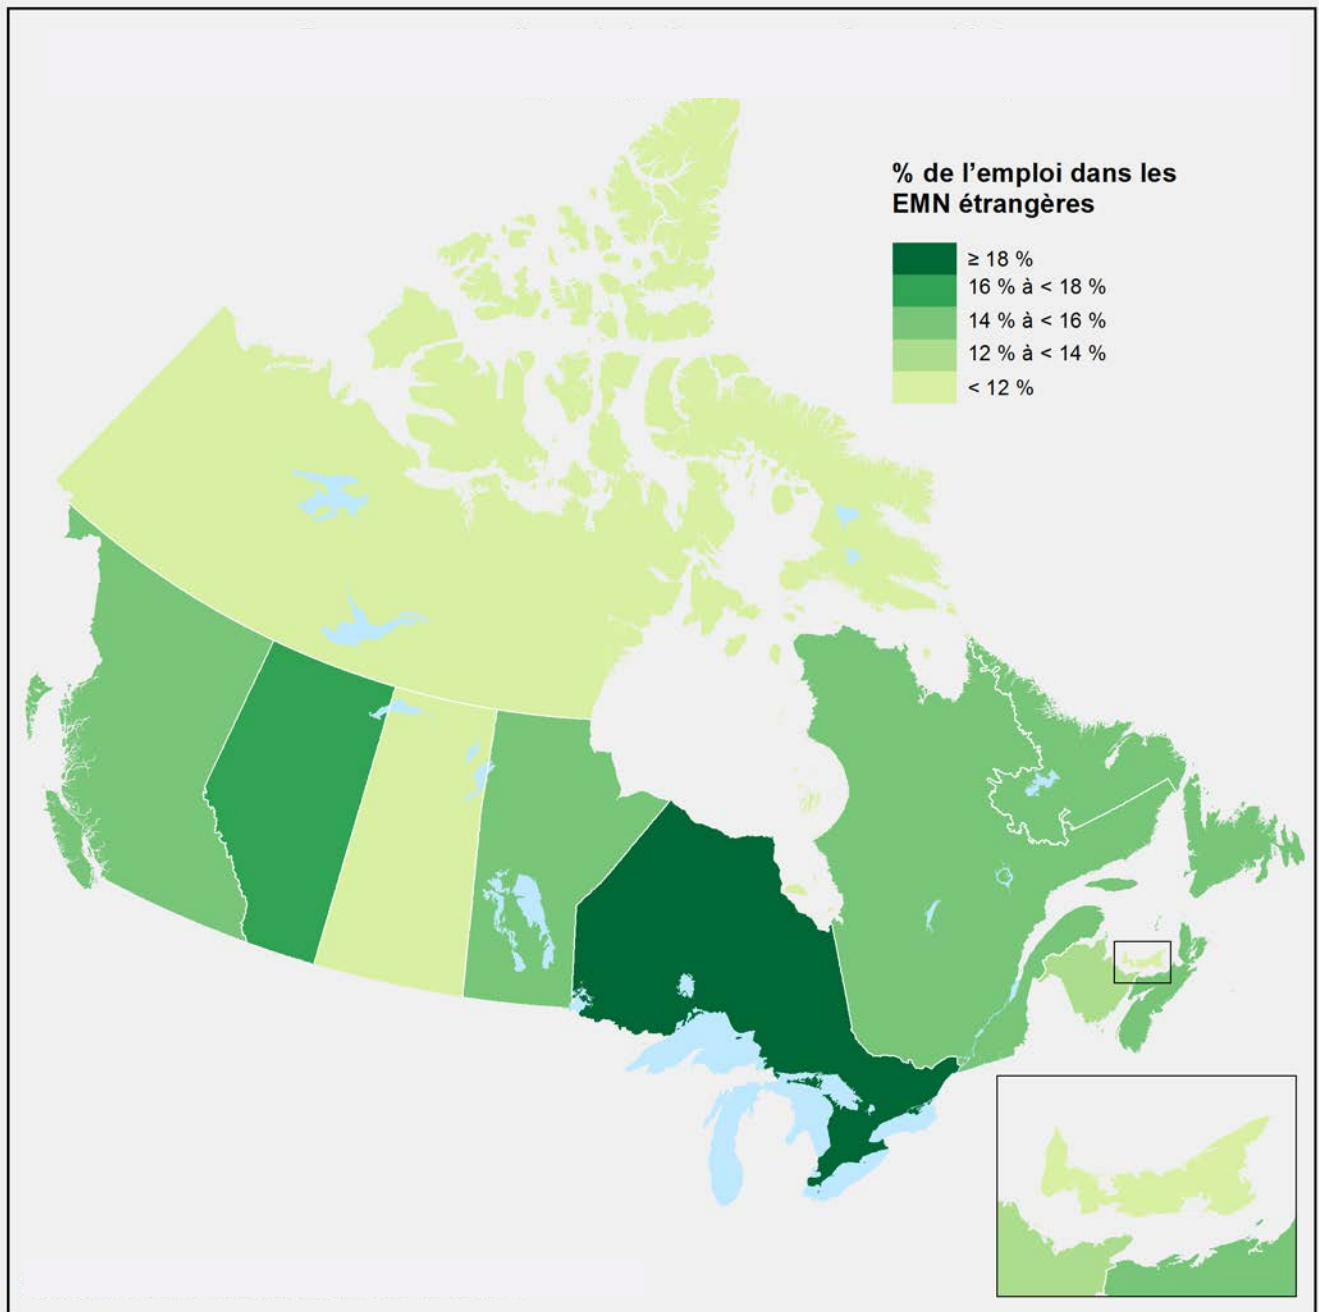 % de l’emploi dans les
EMN étrangères
≥ 18 %
16 % à < 18 %
14 % à < 16 %
12 % à < 14 %
< 12 %